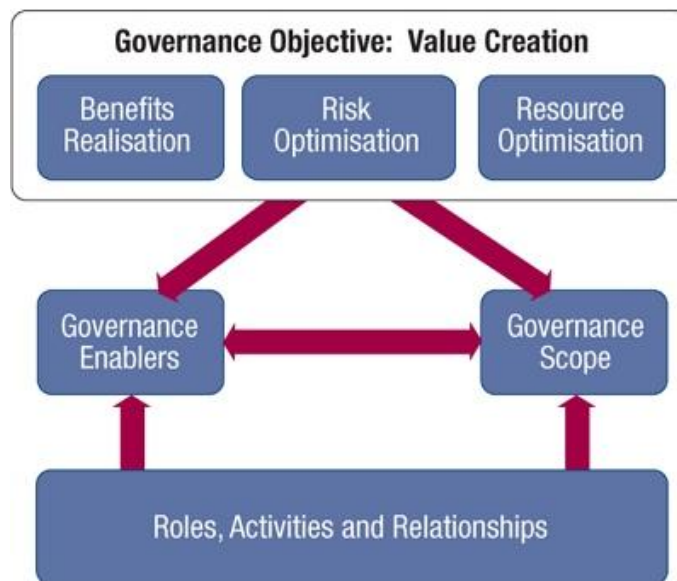 Governance Objective: Value Creation
Benefits
Realisation
Risk
Optimisation
Resource
Optimisation
Governance
Enablers
Governance
Scope
Roles, Activities and Relationships